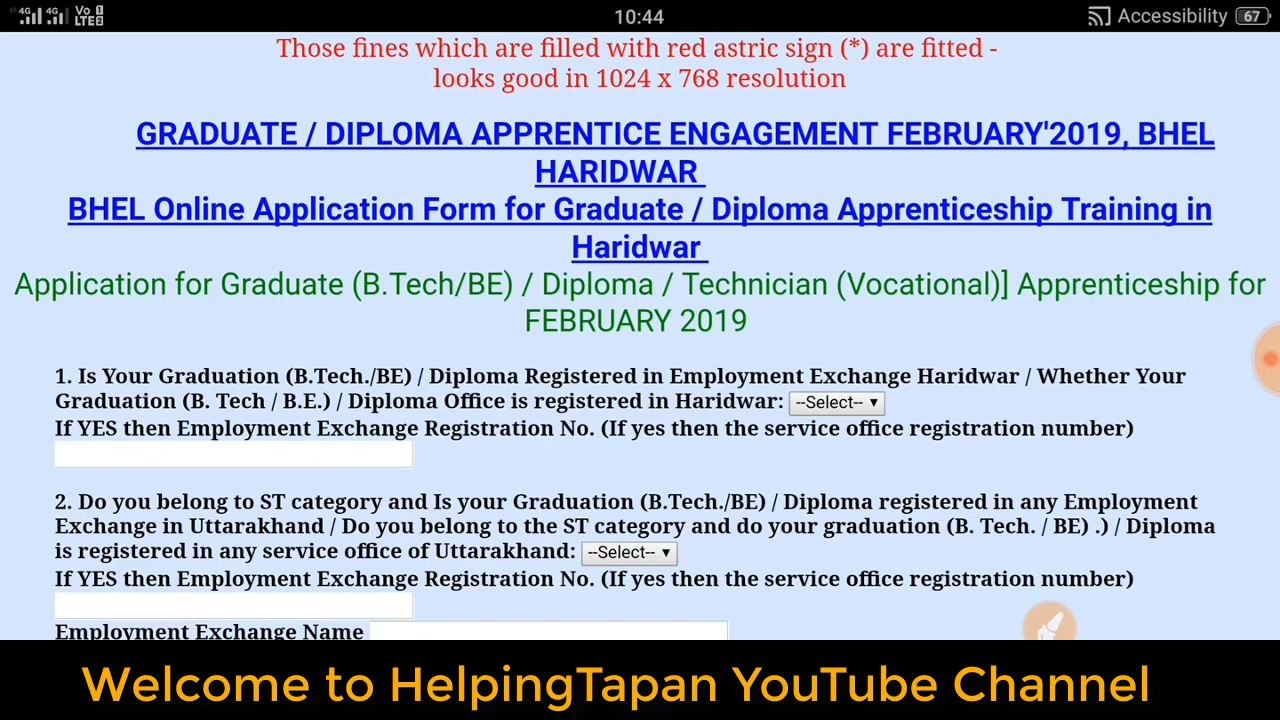 4G 4G Vo 1 LTE 2 10:44 Accessibility 67
Those fines which are filled with red astric sign (*) are fitted -
looks good in 1024 x 768 resolution
GRADUATE / DIPLOMA APPRENTICE ENGAGEMENT FEBRUARY'2019, BHEL
HARIDWAR
BHEL Online Application Form for Graduate / Diploma Apprenticeship Training in
Haridwar
Application for Graduate (B.Tech/BE) / Diploma / Technician (Vocational)] Apprenticeship for
FEBRUARY 2019
1. Is Your Graduation (B.Tech./BE) / Diploma Registered in Employment Exchange Haridwar / Whether Your
Graduation (B. Tech / B.E.) / Diploma Office is registered in Haridwar: --Select--
If YES then Employment Exchange Registration No. (If yes then the service office registration number)
2. Do you belong to ST category and Is your Graduation (B.Tech./BE) / Diploma registered in any Employment
Exchange in Uttarakhand / Do you belong to the ST category and do your graduation (B. Tech. / BE) .) / Diploma
is registered in any service office of Uttarakhand: --Select--
If YES then Employment Exchange Registration No. (If yes then the service office registration number)
Employment Exchange Name
Welcome to HelpingTapan YouTube Channel